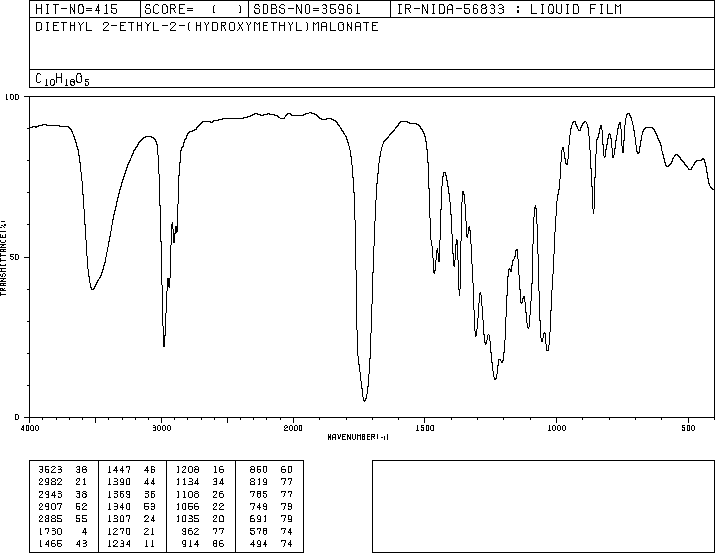 HIT-NO=415 SCORE= ( ) SDBS-NO=35961 IR-NIDA-56833 : LIQUID FILM
DIETHYL 2-ETHYL-2-(HYDROXYMETHYL)MALONATE
C10H18O5
100
TRANSMITTANCE(%)
50
0
4000 3000 2000 1500 1000 500
WAVENUMBER(-1)
3523 38 1447 46 1208 16 860 60
2982 21 1390 44 1134 34 819 77
2943 38 1369 36 1108 26 785 77
2907 52 1340 53 1056 22 749 79
2885 55 1307 24 1035 20 691 79
1730 4 1270 21 962 77 578 74
1465 43 1234 11 914 86 494 74